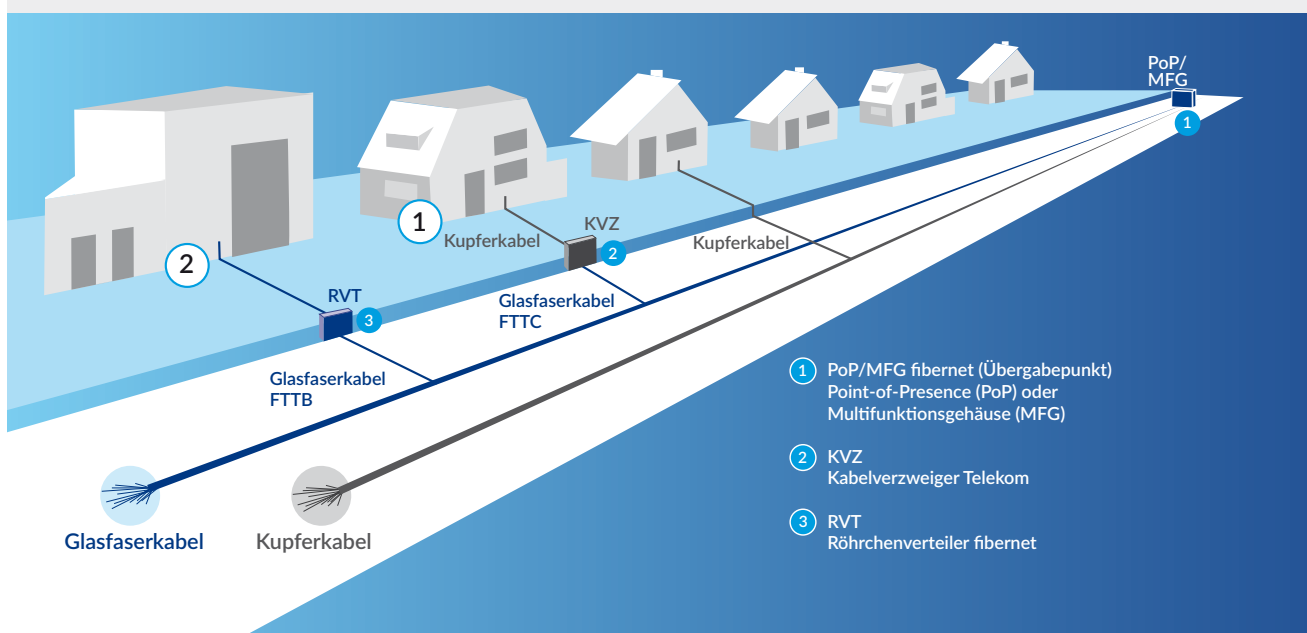 PoP/
MFG
1
1
Kupferkabel
KVZ
2
Kupferkabel
2
RVT
3
Glasfaserkabel
FTTC
Glasfaserkabel
FTTB
Glasfaserkabel
Kupferkabel
1 PoP/MFG fibernet (Übergabepunkt)
Point-of-Presence (PoP) oder
Multifunktionsgehäuse (MFG)
2 KVZ
Kabelverzweiger Telekom
3 RVT
Röhrchenverteiler fibernet